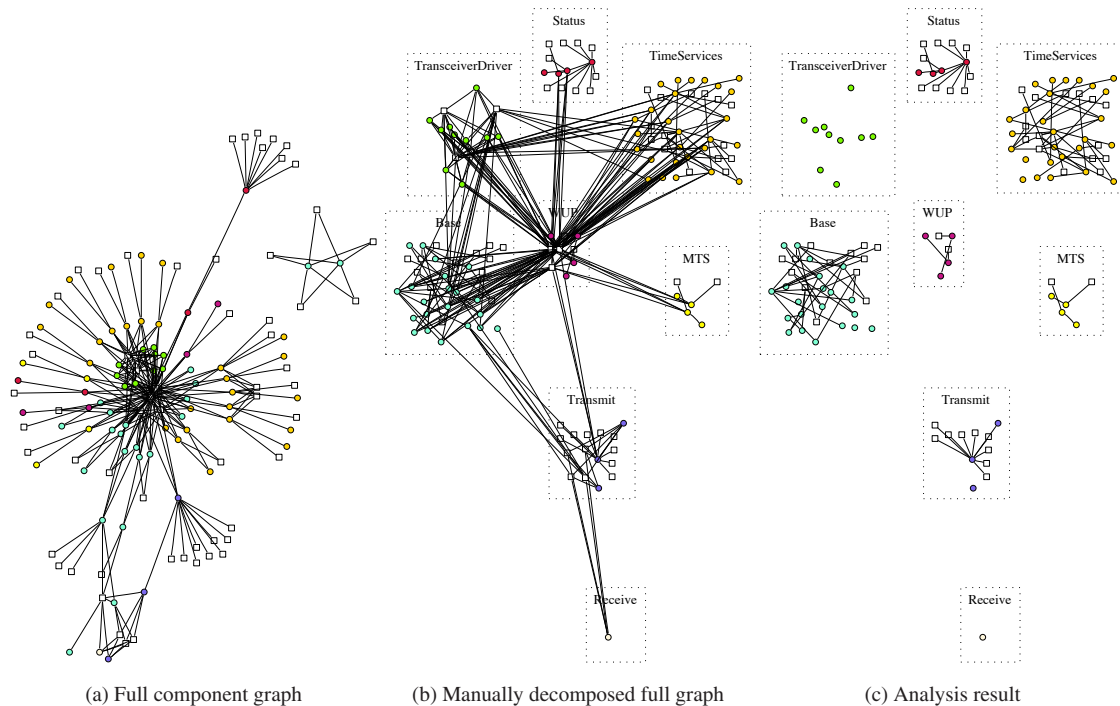 Status
TransceiverDriver
TimeServices
Base
WUP
MTS
Transmit
Receive
Status
TransceiverDriver
TimeServices
Base
WUP
MTS
Transmit
Receive
(a) Full component graph
(b) Manually decomposed full graph
(c) Analysis result